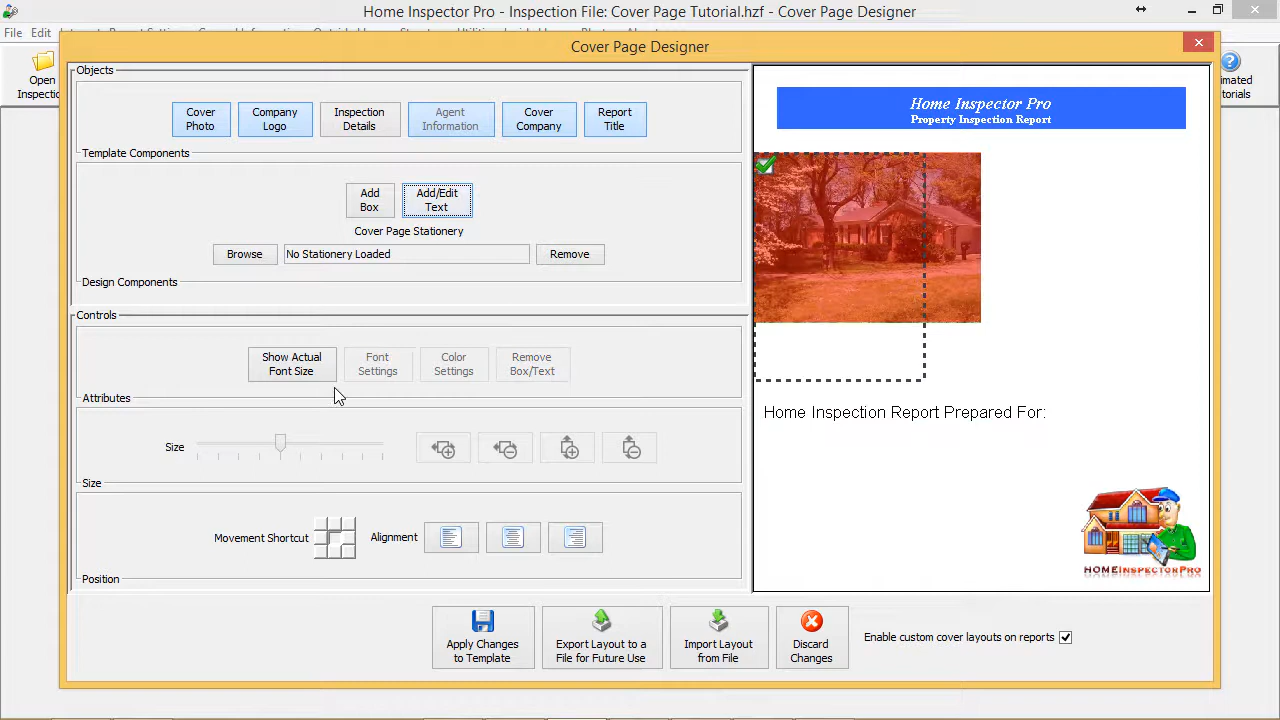 Home Inspector Pro - Inspection File: Cover Page Tutorial.hzf - Cover Page Designer
File Edit
Open
Inspectio
Cover Page Designer
Objects
Cover
Photo
Company
Logo
Inspection
Details
Agent
Information
Cover
Company
Report
Title
Template Components
Add
Box
Add/Edit
Text
Cover Page Stationery
Browse
No Stationery Loaded
Remove
Design Components
Controls
Show Actual
Font Size
Font
Settings
Color
Settings
Remove
Box/Text
Attributes
Size
Size
Movement Shortcut
Alignment
Position
Home Inspector Pro
Property Inspection Report
Home Inspection Report Prepared For:
HOMEINSPECTORPRO
Apply Changes
to Template
Export Layout to a
File for Future Use
Import Layout
from File
Discard
Changes
Enable custom cover layouts on reports
imated
torials